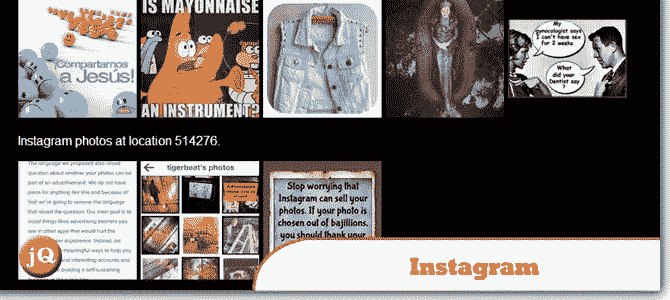 ¡Compartamos
a Jesús!
IS MAYONNAISE
AN INSTRUMENT?
My
gynocologist says
I can't have sex
for 2 weeks
What
did your
Dentist say
?
Instagram photos at location 514276.
The language we proposed also raised
question about whether your photos can be
part of an advertisement. We do not have
plans for anything like this and because of
that we're going to remove the language
that raised the question. Our main goal is to
avoid things likes advertising banners you
see in other apps that would hurt the
user experience. Instead, we
meaningful ways to help you
and interesting accounts and
building a self-sustaining
tigerbeat's photos
Stop worrying that
Instagram can sell your
photos. If your photo is
chosen out of bajillions,
you should thank your
jQ
Instagram